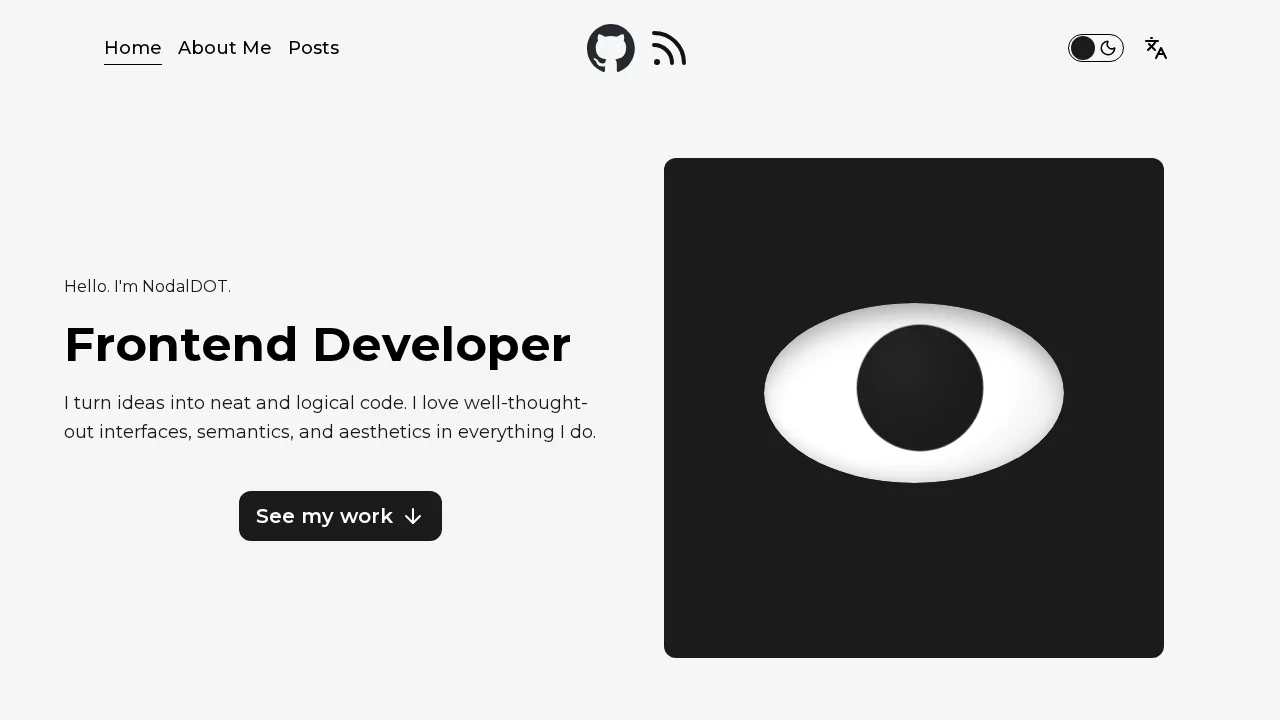 Home About Me Posts
Hello. I'm NodalDOT.
Frontend Developer
I turn ideas into neat and logical code. I love well-thought-
out interfaces, semantics, and aesthetics in everything I do.
See my work